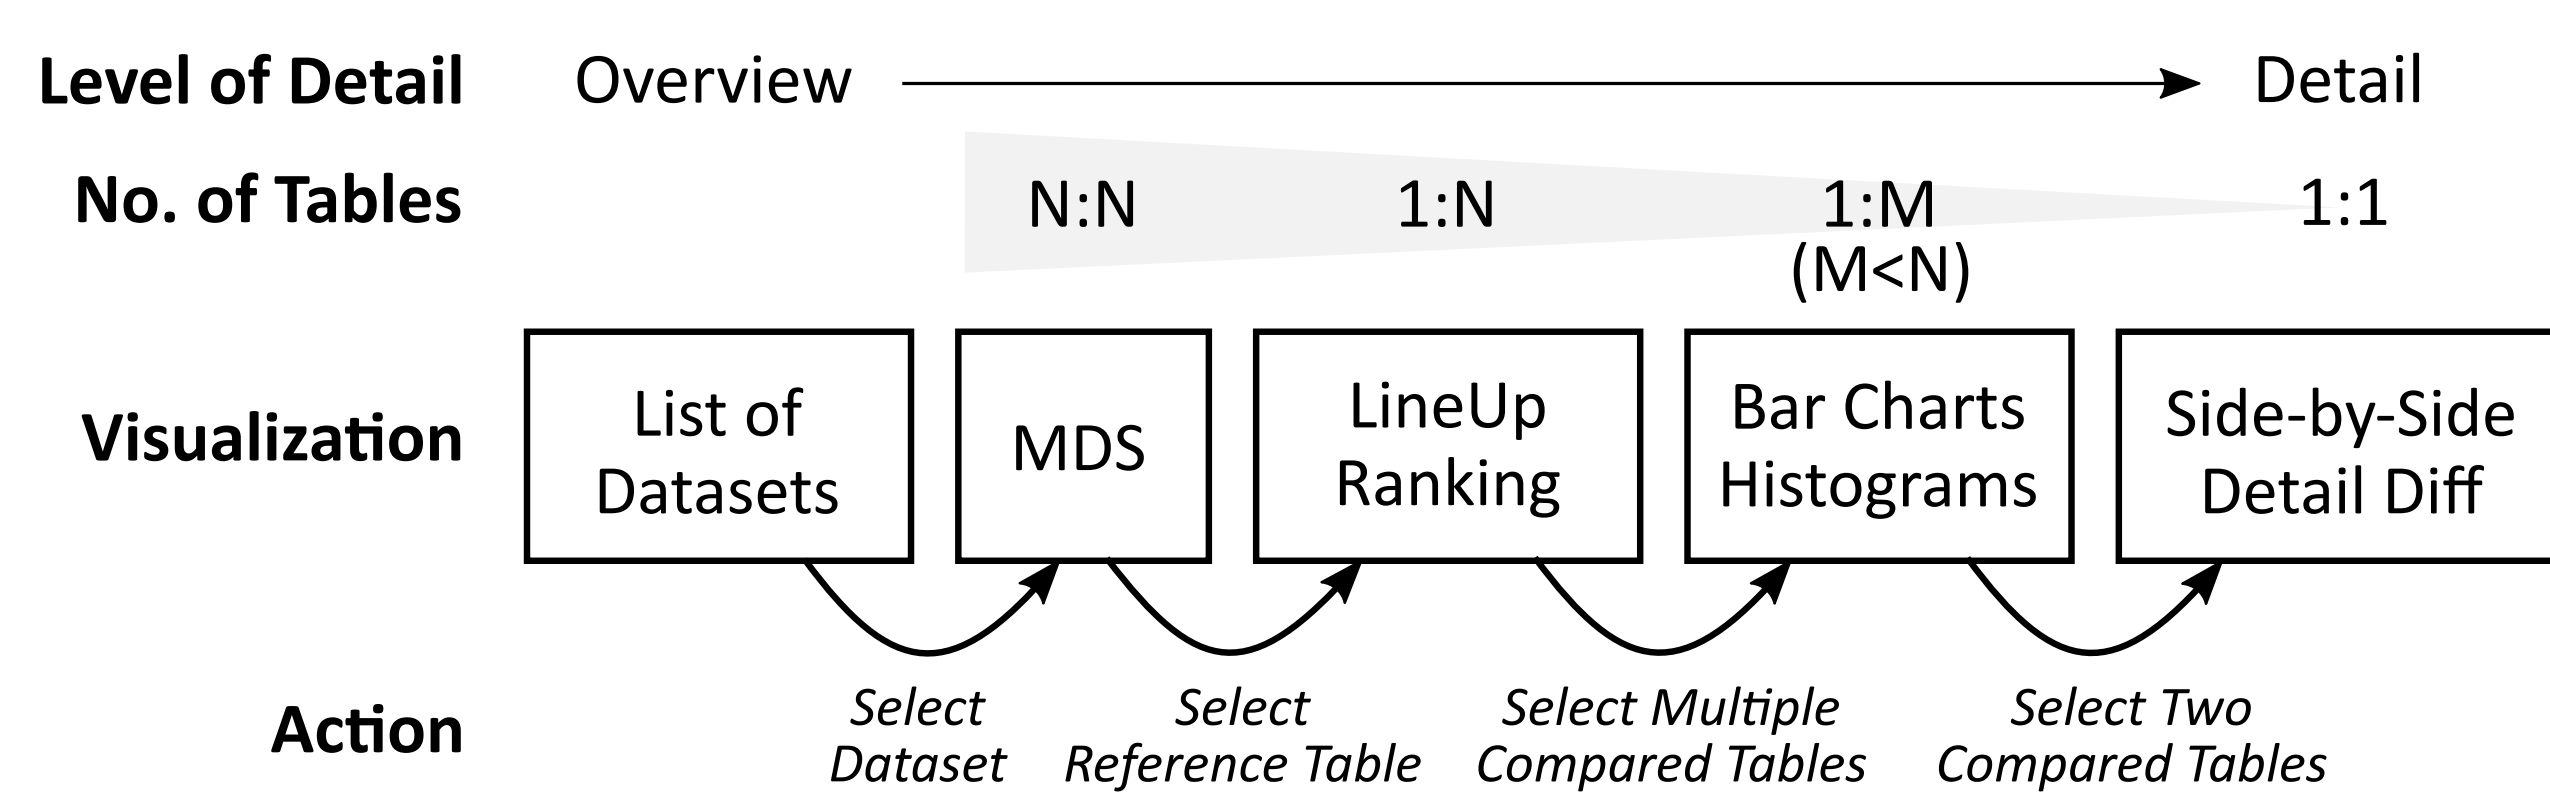 Level of Detail Overview Detail
No. of Tables N:N 1:N 1:M 1:1
(M<N)
Visualization
List of
Datasets
MDS
LineUp
Ranking
Bar Charts
Histograms
Side-by-Side
Detail Diff
Action
Select
Dataset
Select
Reference Table
Select Multiple
Compared Tables
Select Two
Compared Tables